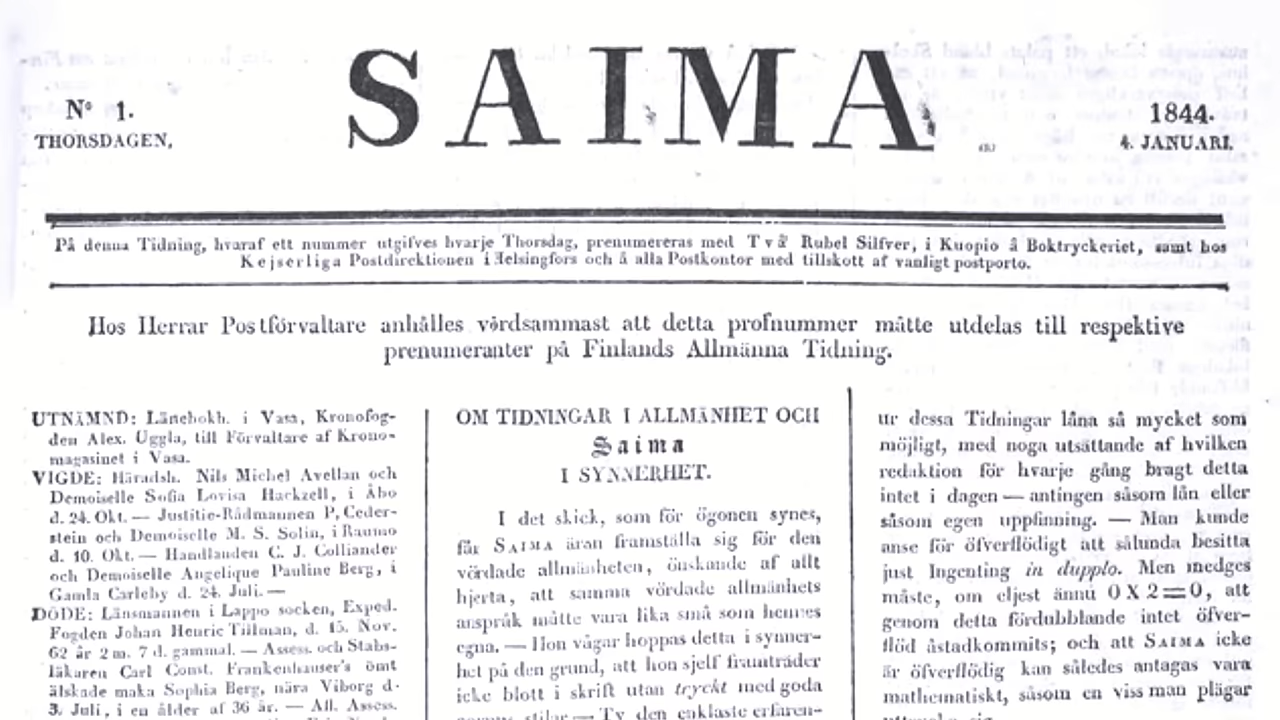 SAIMA
Nº 1.
THORSDAGEN,
1844.
4. JANUARI.
På denna Tidning, hvaraf ett nummer utgifves hvarje Thorsdag, prenumereras med Två Rubel Silfver, i Kuopio å Boktryckeriet, samt hos
Kejserliga Postdirektionen i Helsingfors och å alla Postkontor med tillskott af vanligt postporto.
Hos Herrar Postförvaltare anhålles vördsammast att detta profnummer måtte utdelas till respektive
prenumeranter på Finlands Allmänna Tidning.
UTNÄMND: Länebokh. i Vasa, Kronofog-
den Alex. Uggla, till Förvaltare af Krono-
magasinet i Vasa.
VIGDE: Häradsh. Nils Michel Avellan och
Demoiselle Sofia Lovisa Hackzell, i Åbo
d. 24. Okt. — Justitie-Rådmannen P. Ceder-
stein och Demoiselle M. S. Solin, i Raumo
d. 10. Okt. — Handlanden C. J. Colliander
och Demoiselle Angelique Pauline Berg, i
Gamla Carleby d. 24. Juli. —
DÖDE: Länsmannen i Lappo socken, Exped.
Fogden Johan Henric Tillman, d. 15. Nov.
62 år 2 m. 7 d. gammal. — Assess. och Stabs-
läkaren Carl Const. Frankenhauser's ömt
älskade maka Sophia Berg, nära Viborg d.
3. Juli, i en ålder af 36 år. — All. Assess.
OM TIDNINGAR I ALLMÄNHET OCH
Saima
I SYNNERHET.
I det skick, som för ögonen synes,
får SAIMA äran framställa sig för den
vördade allmänheten, önskande af allt
hjerta, att samma vördade allmänhets
anspråk måtte vara lika små som hennes
egna. — Hon vågar hoppas detta i synner-
het på den grund, att hon sjelf framträder
icke blott i skrift utan tryckt med goda
stilar — Ty den enklaste erfaren-
ur dessa Tidningar låna så mycket som
möjligt, med noga utsättande af hvilken
redaktion för hvarje gång bragt detta
intet i dagen — antingen såsom lån eller
såsom egen uppfinning. — Man kunde
anse för öfverflödigt att sålunda besitta
just Ingenting in dupplo. Men medges
måste, om eljest ännu 0 X 2 = 0, att
genom detta fördubblande intet öfver-
flöd åstadkommits; och att SAIMA icke
är öfverflödig kan således antagas vara
mathematiskt, såsom en viss man plägar
uttrycka sig.